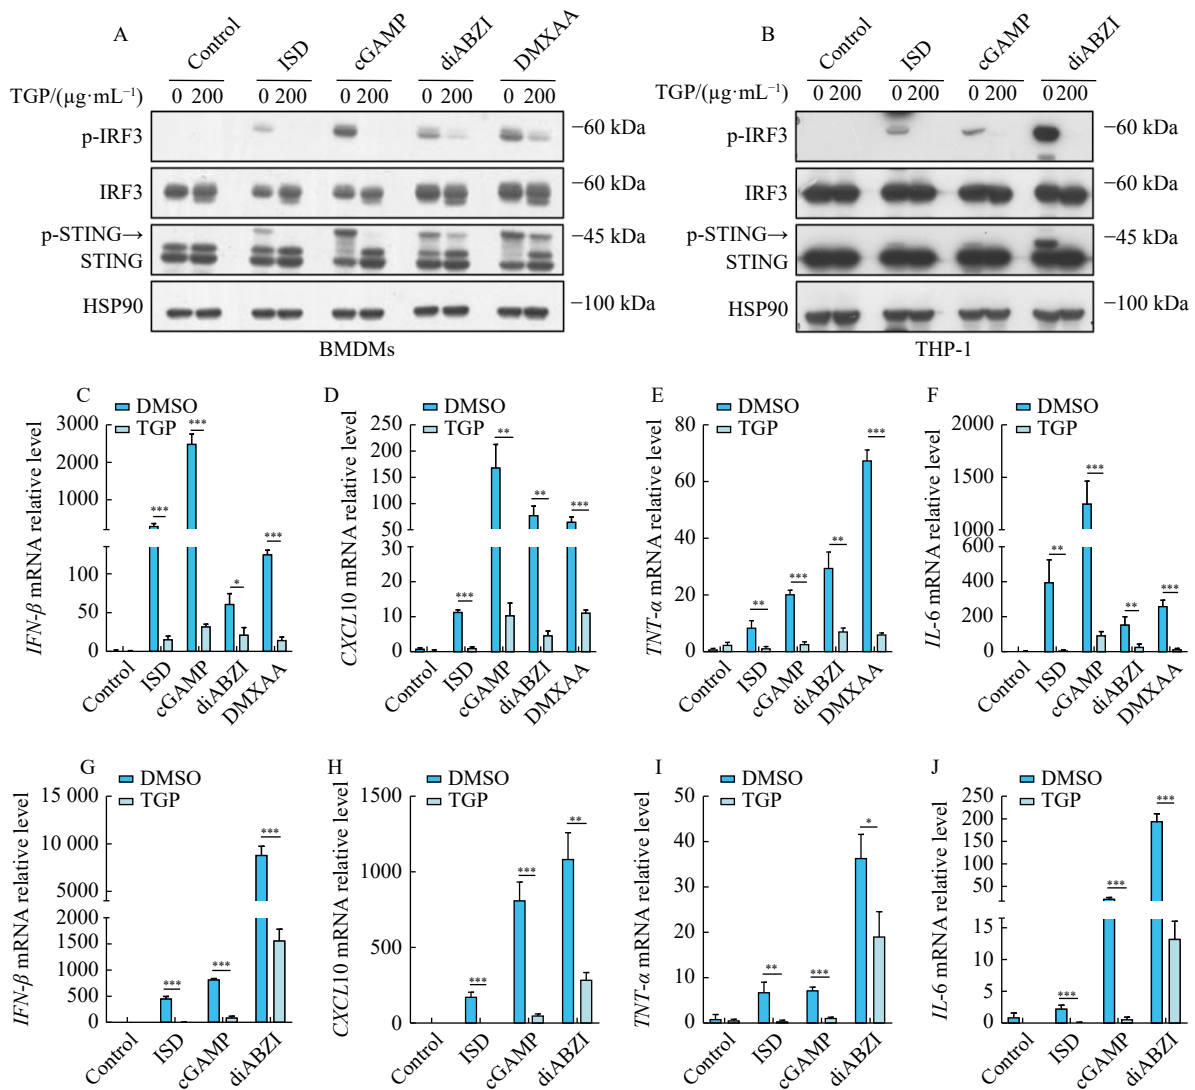 A
Control
ISD
cGAMP
diABZI
DMXAA
TGP/(μg·mL⁻¹) 0 200 0 200 0 200 0 200 0 200
p-IRF3 −60 kDa
IRF3 −60 kDa
p-STING→ −45 kDa
STING
HSP90 −100 kDa
BMDMs
B
Control
ISD
cGAMP
diABZI
TGP/(μg·mL⁻¹) 0 200 0 200 0 200 0 200
p-IRF3 −60 kDa
IRF3 −60 kDa
p-STING→ −45 kDa
STING
HSP90 −100 kDa
THP-1
C
DMSO
TGP
IFN-β mRNA relative level
3000
2000
1000
100
50
0
***
***
*
***
Control
ISD
cGAMP
diABZI
DMXAA
D
DMSO
TGP
CXCL10 mRNA relative level
250
200
150
100
50
30
20
10
0
***
**
**
***
Control
ISD
cGAMP
diABZI
DMXAA
E
DMSO
TGP
TNT-α mRNA relative level
80
60
40
20
0
**
***
**
***
Control
ISD
cGAMP
diABZI
DMXAA
F
DMSO
TGP
IL-6 mRNA relative level
2000
1500
1000
600
400
200
0
**
***
**
***
Control
ISD
cGAMP
diABZI
DMXAA
G
DMSO
TGP
IFN-β mRNA relative level
15 000
10 000
5000
2000
1500
1000
500
0
***
***
***
Control
ISD
cGAMP
diABZI
H
DMSO
TGP
CXCL10 mRNA relative level
1500
1000
500
0
***
***
**
Control
ISD
cGAMP
diABZI
I
DMSO
TGP
TNT-α mRNA relative level
50
40
30
20
10
0
**
***
*
Control
ISD
cGAMP
diABZI
J
DMSO
TGP
IL-6 mRNA relative level
250
200
150
100
50
15
10
5
0
***
***
***
Control
ISD
cGAMP
diABZI